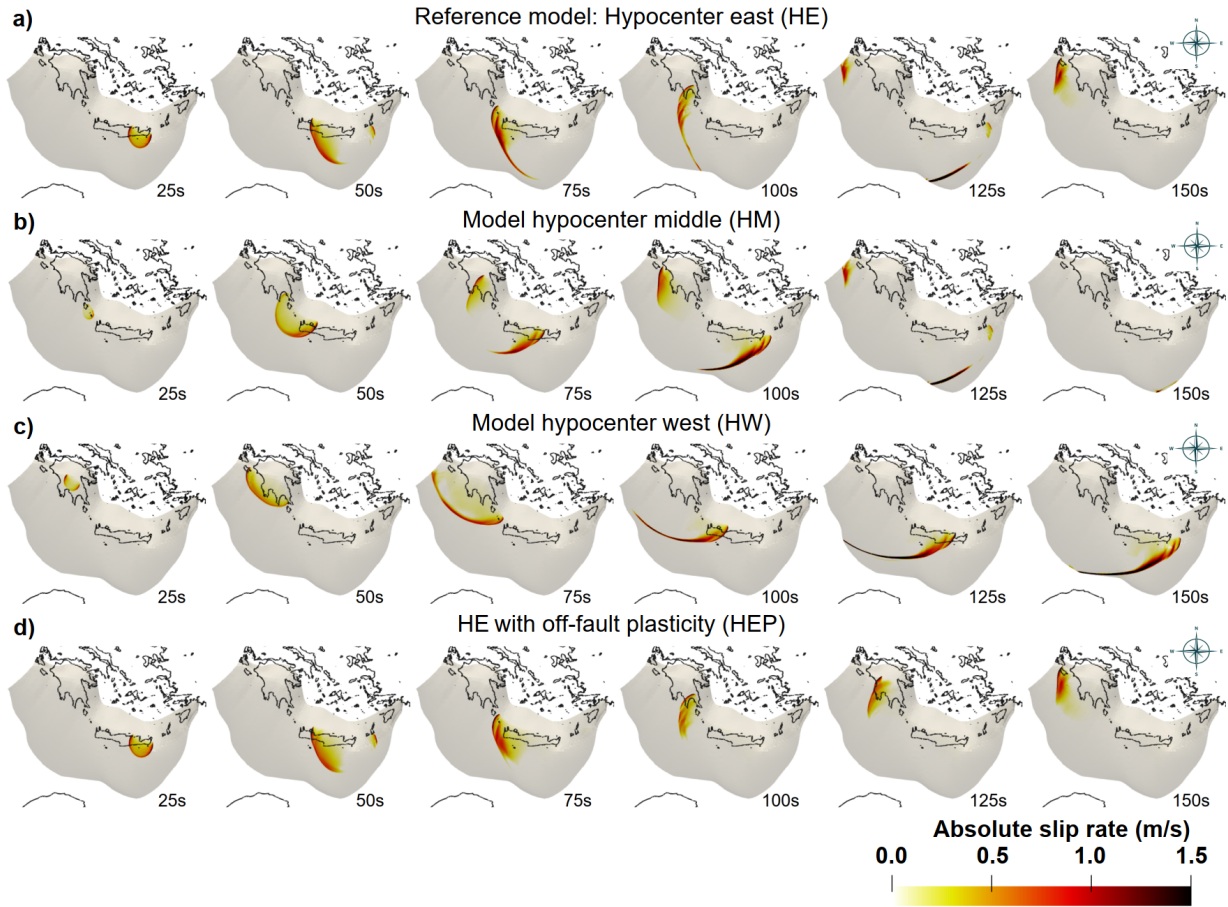 a) Reference model: Hypocenter east (HE)
N
W E
S
25s 50s 75s 100s 125s 150s
b) Model hypocenter middle (HM)
N
W E
S
25s 50s 75s 100s 125s 150s
c) Model hypocenter west (HW)
N
W E
S
25s 50s 75s 100s 125s 150s
d) HE with off-fault plasticity (HEP)
N
W E
S
25s 50s 75s 100s 125s 150s
Absolute slip rate (m/s)
0.0 0.5 1.0 1.5